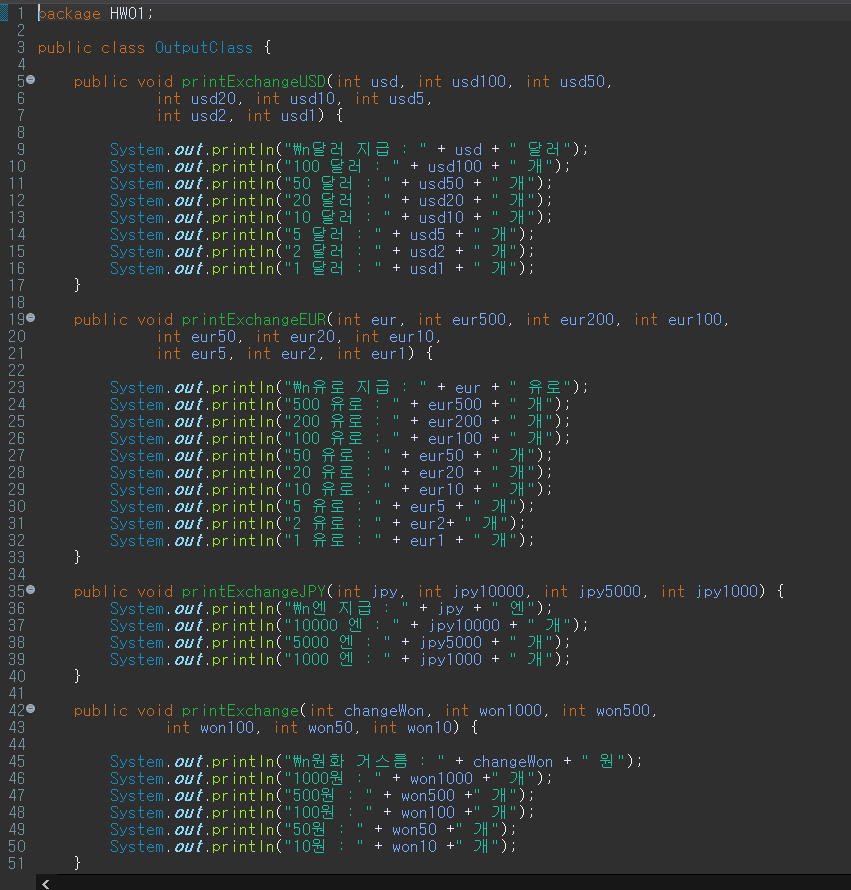 1 package HW01;
2
3 public class OutputClass {
4
5 public void printExchangeUSD(int usd, int usd100, int usd50,
6 int usd20, int usd10, int usd5,
7 int usd2, int usd1) {
8
9 System.out.println("₩n달러 지급 : " + usd + " 달러");
10 System.out.println("100 달러 : " + usd100 + " 개");
11 System.out.println("50 달러 : " + usd50 + " 개");
12 System.out.println("20 달러 : " + usd20 + " 개");
13 System.out.println("10 달러 : " + usd10 + " 개");
14 System.out.println("5 달러 : " + usd5 + " 개");
15 System.out.println("2 달러 : " + usd2 + " 개");
16 System.out.println("1 달러 : " + usd1 + " 개");
17 }
18
19 public void printExchangeEUR(int eur, int eur500, int eur200, int eur100,
20 int eur50, int eur20, int eur10,
21 int eur5, int eur2, int eur1) {
22
23 System.out.println("₩n유로 지급 : " + eur + " 유로");
24 System.out.println("500 유로 : " + eur500 + " 개");
25 System.out.println("200 유로 : " + eur200 + " 개");
26 System.out.println("100 유로 : " + eur100 + " 개");
27 System.out.println("50 유로 : " + eur50 + " 개");
28 System.out.println("20 유로 : " + eur20 + " 개");
29 System.out.println("10 유로 : " + eur10 + " 개");
30 System.out.println("5 유로 : " + eur5 + " 개");
31 System.out.println("2 유로 : " + eur2+ " 개");
32 System.out.println("1 유로 : " + eur1 + " 개");
33 }
34
35 public void printExchangeJPY(int jpy, int jpy10000, int jpy5000, int jpy1000) {
36 System.out.println("₩n엔 지급 : " + jpy + " 엔");
37 System.out.println("10000 엔 : " + jpy10000 + " 개");
38 System.out.println("5000 엔 : " + jpy5000 + " 개");
39 System.out.println("1000 엔 : " + jpy1000 + " 개");
40 }
41
42 public void printExchange(int changeWon, int won1000, int won500,
43 int won100, int won50, int won10) {
44
45 System.out.println("₩n원화 거스름 : " + changeWon + " 원");
46 System.out.println("1000원 : " + won1000 +" 개");
47 System.out.println("500원 : " + won500 +" 개");
48 System.out.println("100원 : " + won100 +" 개");
49 System.out.println("50원 : " + won50 +" 개");
50 System.out.println("10원 : " + won10 +" 개");
51 }